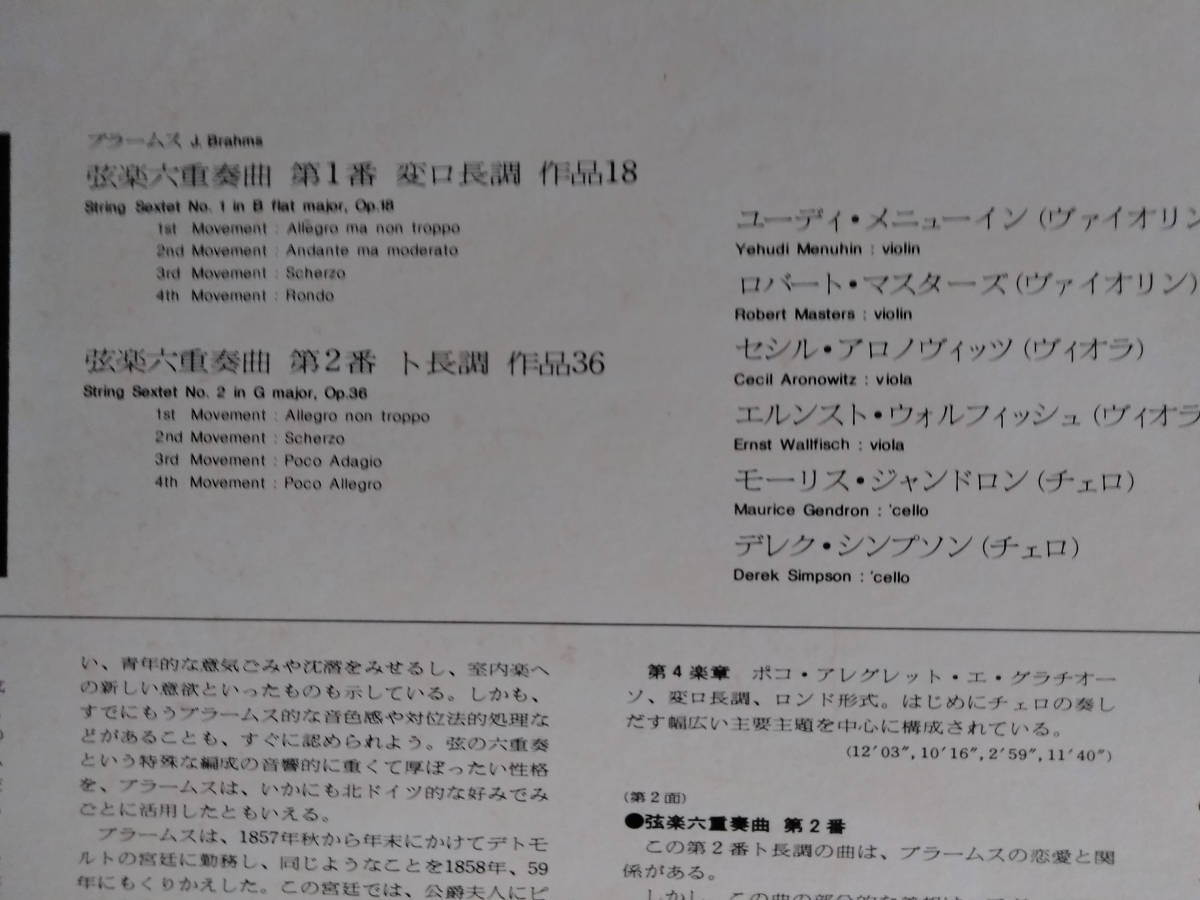 ブラームス J. Brahms
弦楽六重奏曲 第1番 変ロ長調 作品18
String Sextet No. 1 in B flat major, Op.18
1st Movement : Allegro ma non troppo
2nd Movement : Andante ma moderato
3rd Movement : Scherzo
4th Movement : Rondo
弦楽六重奏曲 第2番 ト長調 作品36
String Sextet No. 2 in G major, Op.36
1st Movement : Allegro non troppo
2nd Movement : Scherzo
3rd Movement : Poco Adagio
4th Movement : Poco Allegro
ユーディ・メニューイン(ヴァイオリン
Yehudi Menuhin : violin
ロバート・マスターズ(ヴァイオリン)
Robert Masters : violin
セシル・アロノヴィッツ(ヴィオラ)
Cecil Aronowitz : viola
エルンスト・ウォルフィッシュ(ヴィオラ
Ernst Wallfisch : viola
モーリス・ジャンドロン(チェロ)
Maurice Gendron : 'cello
デレク・シンプソン(チェロ)
Derek Simpson : 'cello
い、青年的な意気ごみや沈潜をみせるし、室内楽へ
の新しい意欲といったものも示している。しかも、
すでにもうブラームス的な音色感や対位法的処理な
どがあることも、すぐに認められよう。弦の六重奏
という特殊な編成の音響的に重くて厚ぼったい性格
を、ブラームスは、いかにも北ドイツ的な好みでみ
ごとに活用したともいえる。
ブラームスは、1857年秋から年末にかけてデトモ
ルトの宮廷に勤務し、同じようなことを1858年、59
年にもくりかえした。この宮廷では、公爵夫人にピ
第4楽章 ポコ・アレグレット・エ・グラチオー
ソ、変ロ長調、ロンド形式。はじめにチェロの奏し
だす幅広い主要主題を中心に構成されている。
(12′03″, 10′16″, 2′59″, 11′40″)
(第2面)
●弦楽六重奏曲 第2番
この第2番ト長調の曲は、ブラームスの恋愛と関
係がある。
しかし、この曲の部分的な着想は、